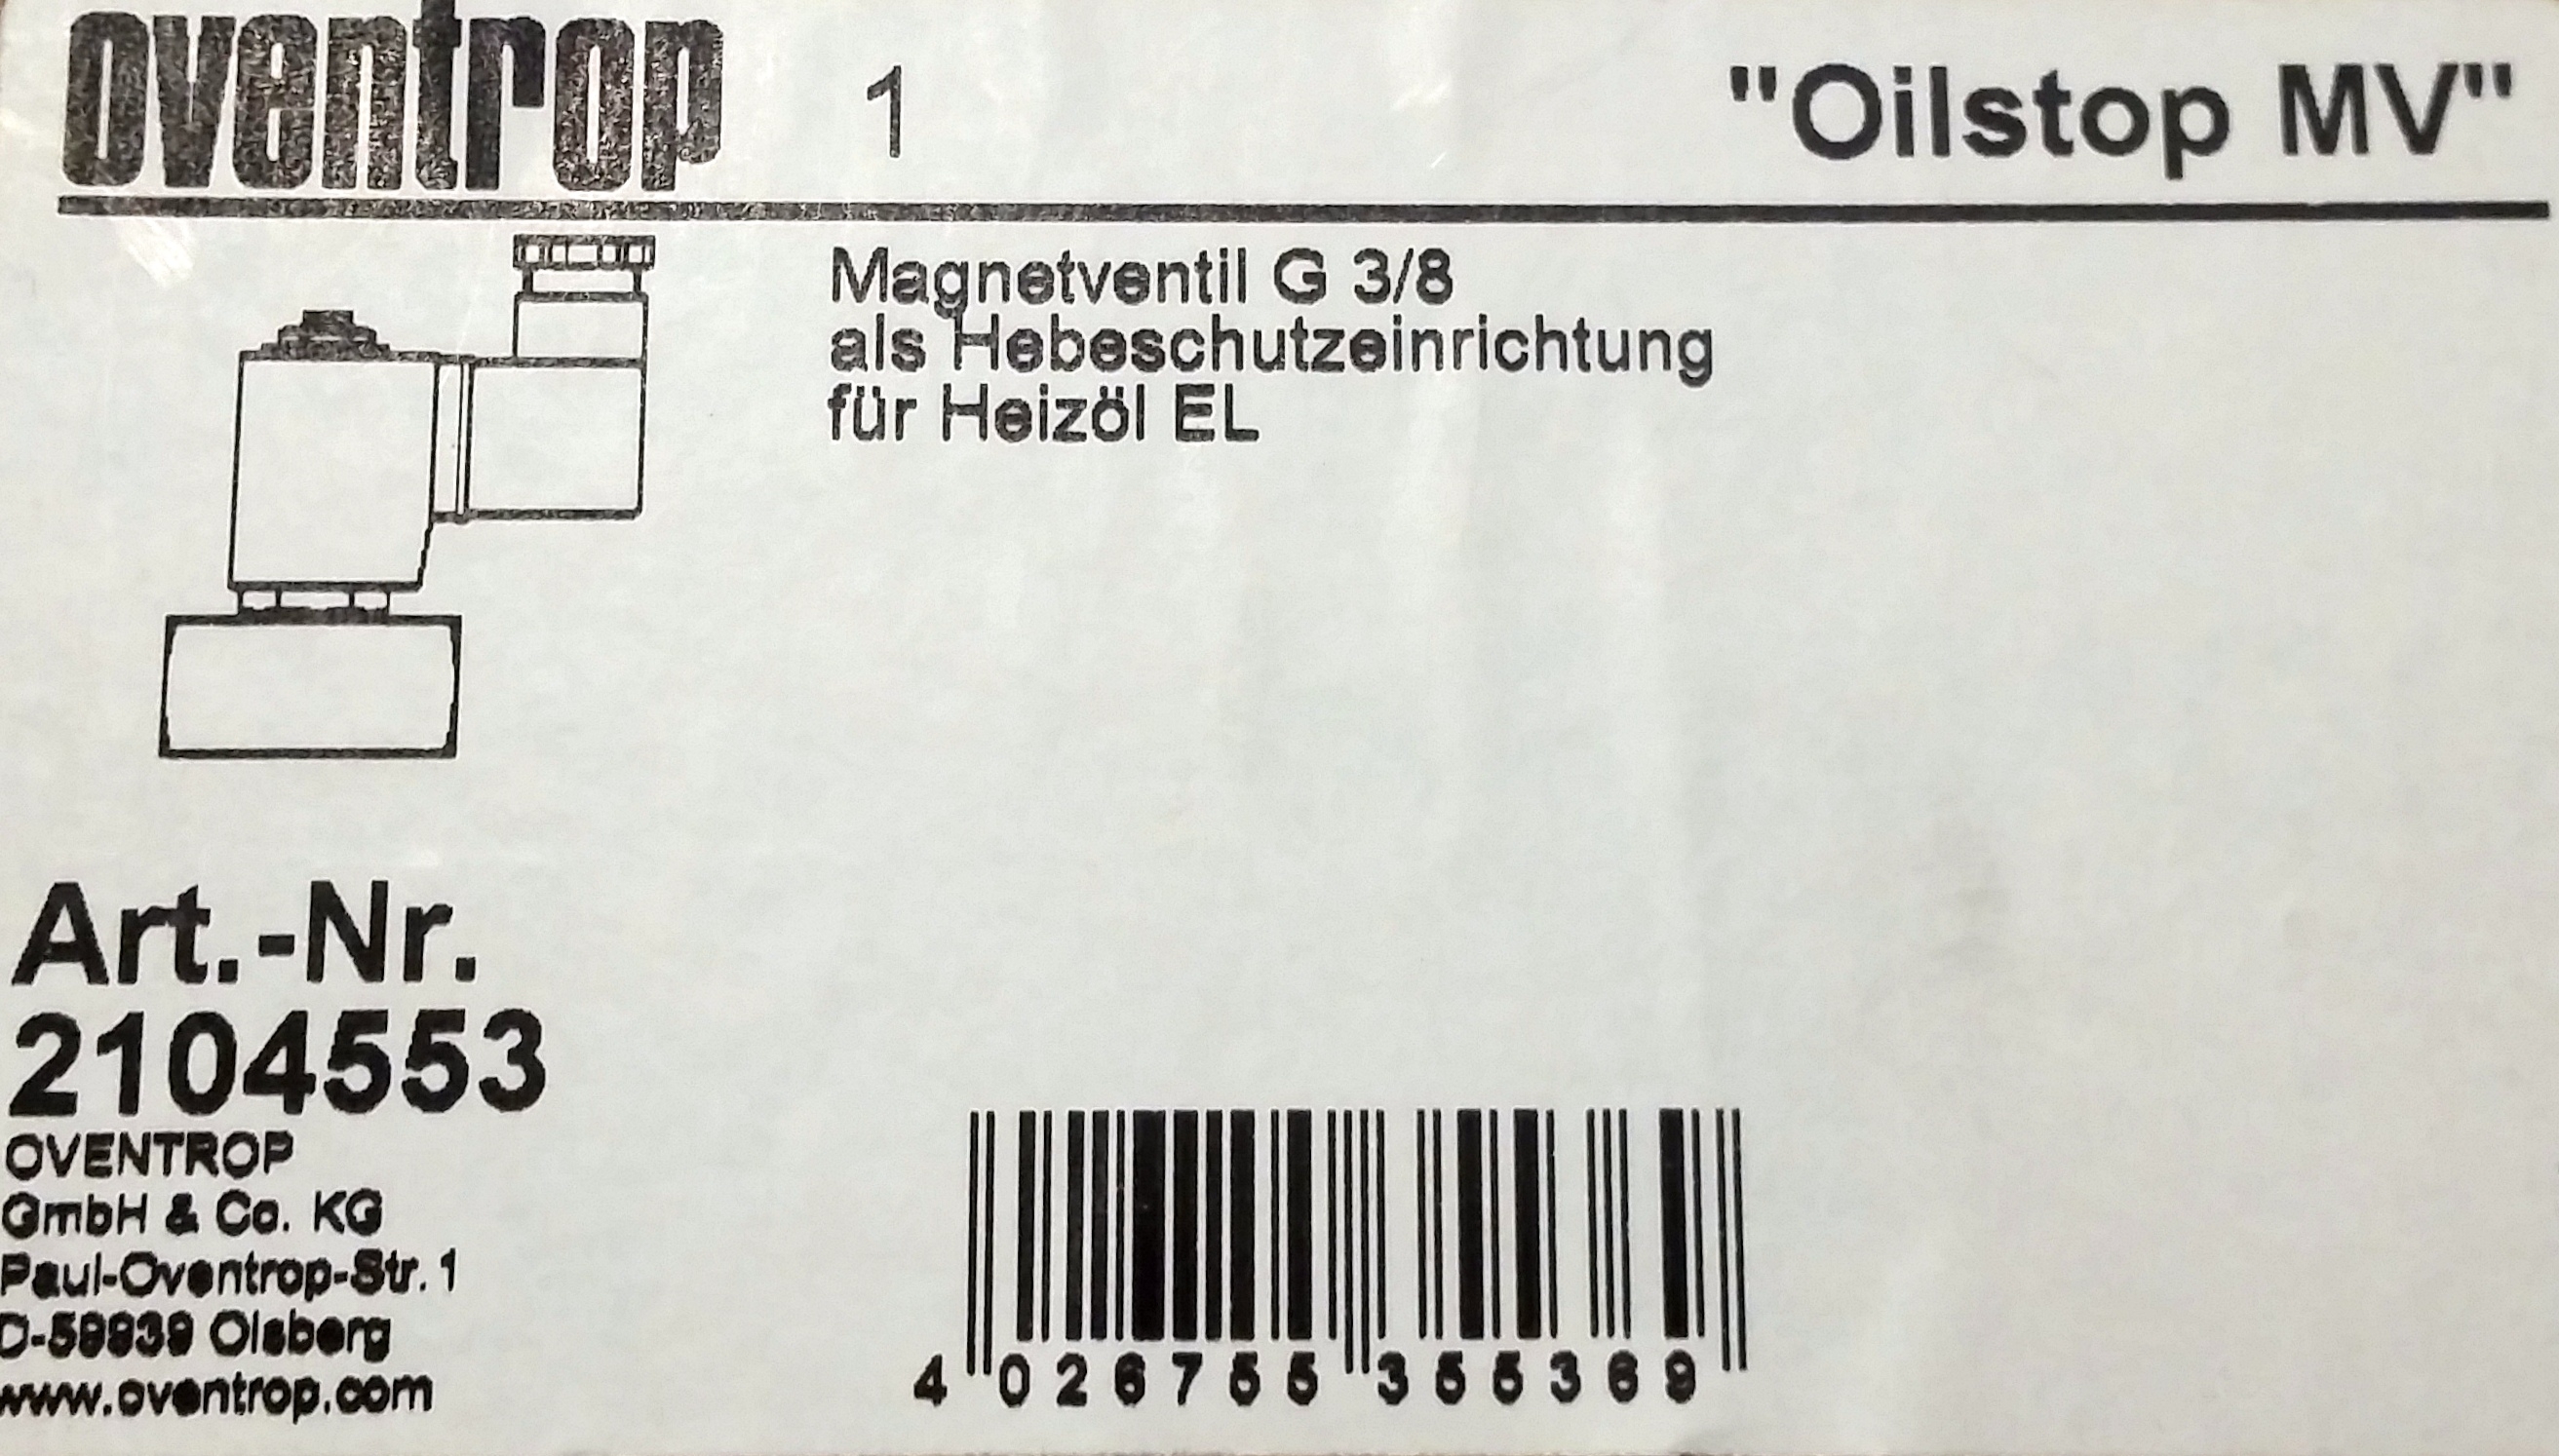 oventrop 1 "Oilstop MV"
Magnetventil G 3/8
als Hebeschutzeinrichtung
für Heizöl EL
Art.-Nr.
2104553
OVENTROP
GmbH & Co. KG
Paul-Oventrop-Str. 1
D-59939 Olsberg
www.oventrop.com
4 026755 355369